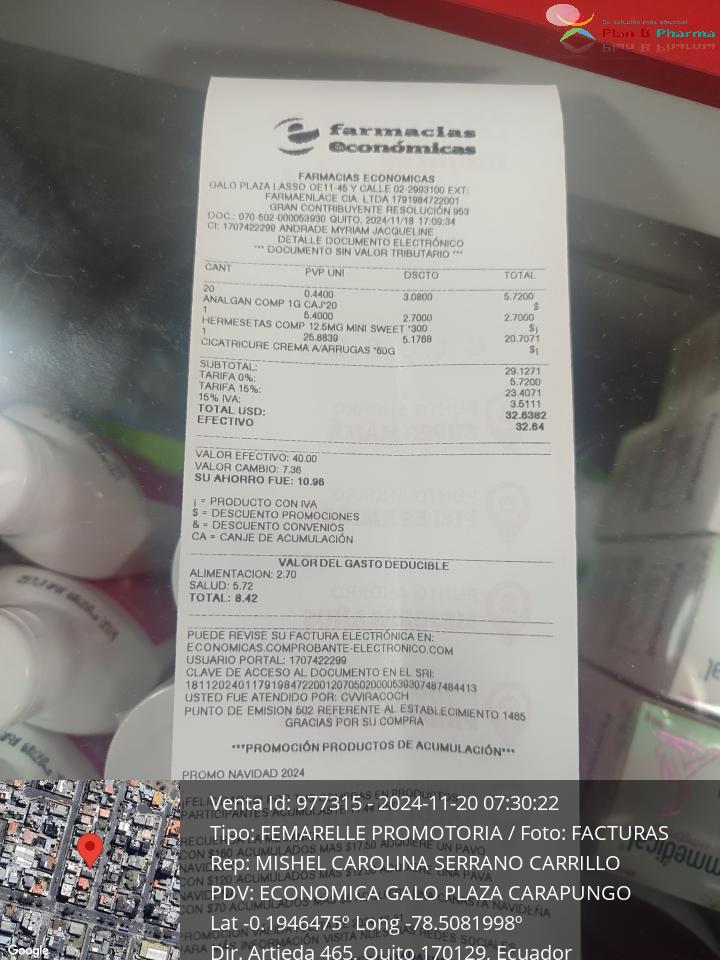 Su solución más efectiva!
Plan B Pharma
farmacias
económicas
FARMACIAS ECONOMICAS
GALO PLAZA LASSO OE11-45 Y CALLE 02-2993100 EXT:
FARMAENLACE CIA. LTDA 1791984722001
GRAN CONTRIBUYENTE RESOLUCIÓN 953
DOC.: 070-502-000053930 QUITO, 2024/11/18 17:09:34
CI: 1707422299 ANDRADE MYRIAM JACQUELINE
DETALLE DOCUMENTO ELECTRÓNICO
*** DOCUMENTO SIN VALOR TRIBUTARIO ***
CANT PVP UNI DSCTO TOTAL
20 0.4400 3.0800 5.7200
ANALGAN COMP 1G CAJ*20 $
1 5.4000 2.7000 2.7000
HERMESETAS COMP 12.5MG MINI SWEET *300 $¡
1 25.8839 5.1768 20.7071
CICATRICURE CREMA A/ARRUGAS *60G $¡
SUBTOTAL: 29.1271
TARIFA 0%: 5.7200
TARIFA 15%: 23.4071
15% IVA: 3.5111
TOTAL USD: 32.6382
EFECTIVO 32.64
VALOR EFECTIVO: 40.00
VALOR CAMBIO: 7.36
SU AHORRO FUE: 10.96
¡ = PRODUCTO CON IVA
$ = DESCUENTO PROMOCIONES
& = DESCUENTO CONVENIOS
CA = CANJE DE ACUMULACIÓN
VALOR DEL GASTO DEDUCIBLE
ALIMENTACION: 2.70
SALUD: 5.72
TOTAL: 8.42
PUEDE REVISE SU FACTURA ELECTRÓNICA EN:
ECONOMICAS.COMPROBANTE-ELECTRONICO.COM
USUARIO PORTAL: 1707422299
CLAVE DE ACCESO AL DOCUMENTO EN EL SRI:
1811202401179198472200120705020000539307487484413
USTED FUE ATENDIDO POR: CVVIRACOCH
PUNTO DE EMISION 502 REFERENTE AL ESTABLECIMIENTO 1485
GRACIAS POR SU COMPRA
***PROMOCIÓN PRODUCTOS DE ACUMULACIÓN***
PROMO NAVIDAD 2024
Venta Id: 977315 - 2024-11-20 07:30:22
Tipo: FEMARELLE PROMOTORIA / Foto: FACTURAS
Rep: MISHEL CAROLINA SERRANO CARRILLO
PDV: ECONOMICA GALO PLAZA CARAPUNGO
Lat -0.1946475º Long -78.5081998º
Dir. Artieda 465, Quito 170129, Ecuador
Google